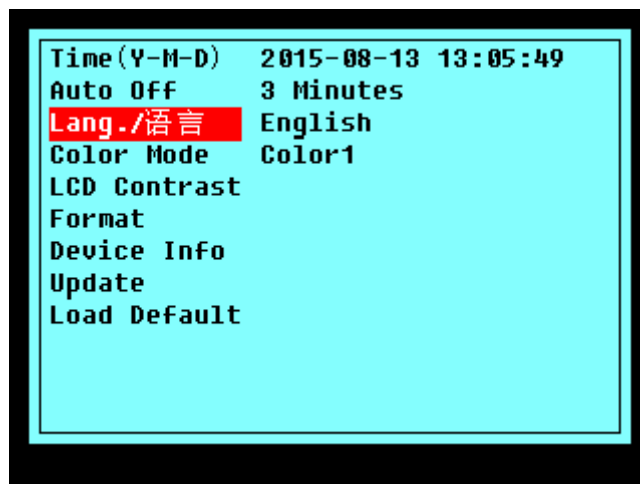 Time(Y-M-D) 2015-08-13 13:05:49
Auto Off 3 Minutes
Lang./语言 English
Color Mode Color1
LCD Contrast
Format
Device Info
Update
Load Default